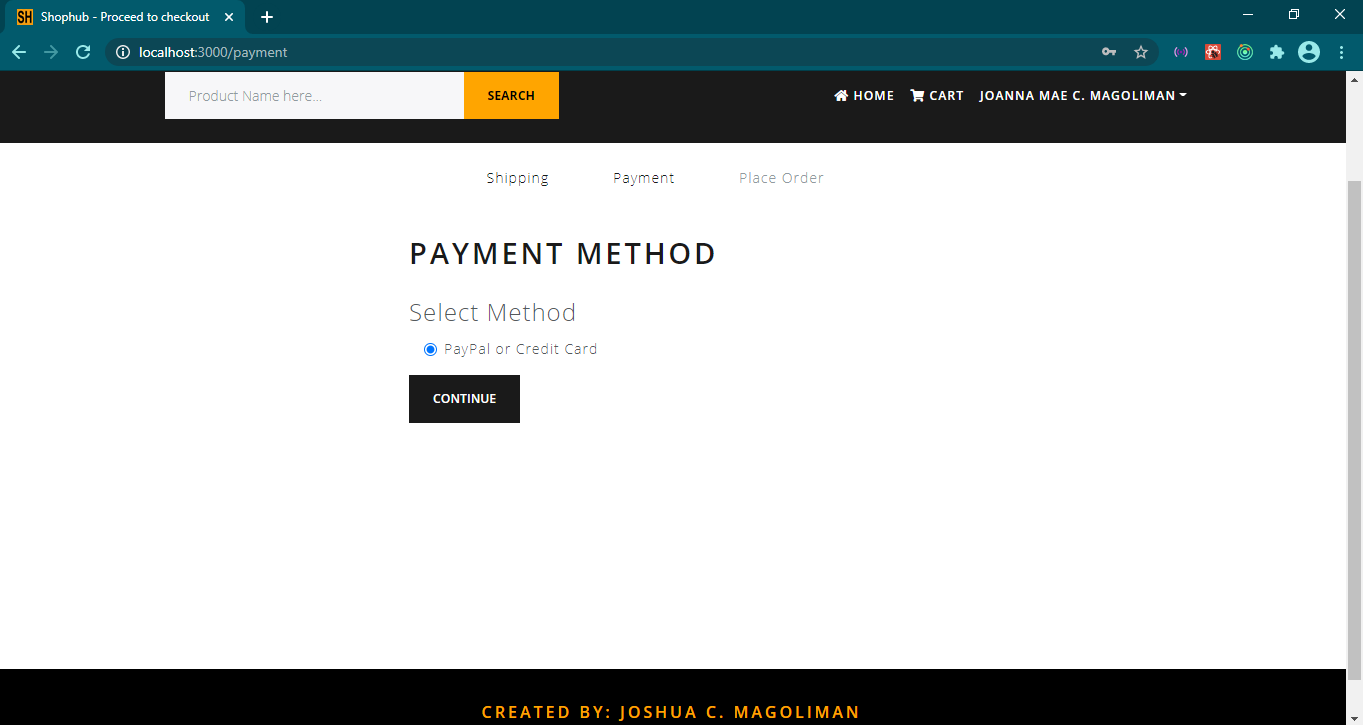 SH Shophub - Proceed to checkout
localhost:3000/payment
Product Name here...
SEARCH
HOME
CART
JOANNA MAE C. MAGOLIMAN
Shipping
Payment
Place Order
PAYMENT METHOD
Select Method
PayPal or Credit Card
CONTINUE
CREATED BY: JOSHUA C. MAGOLIMAN